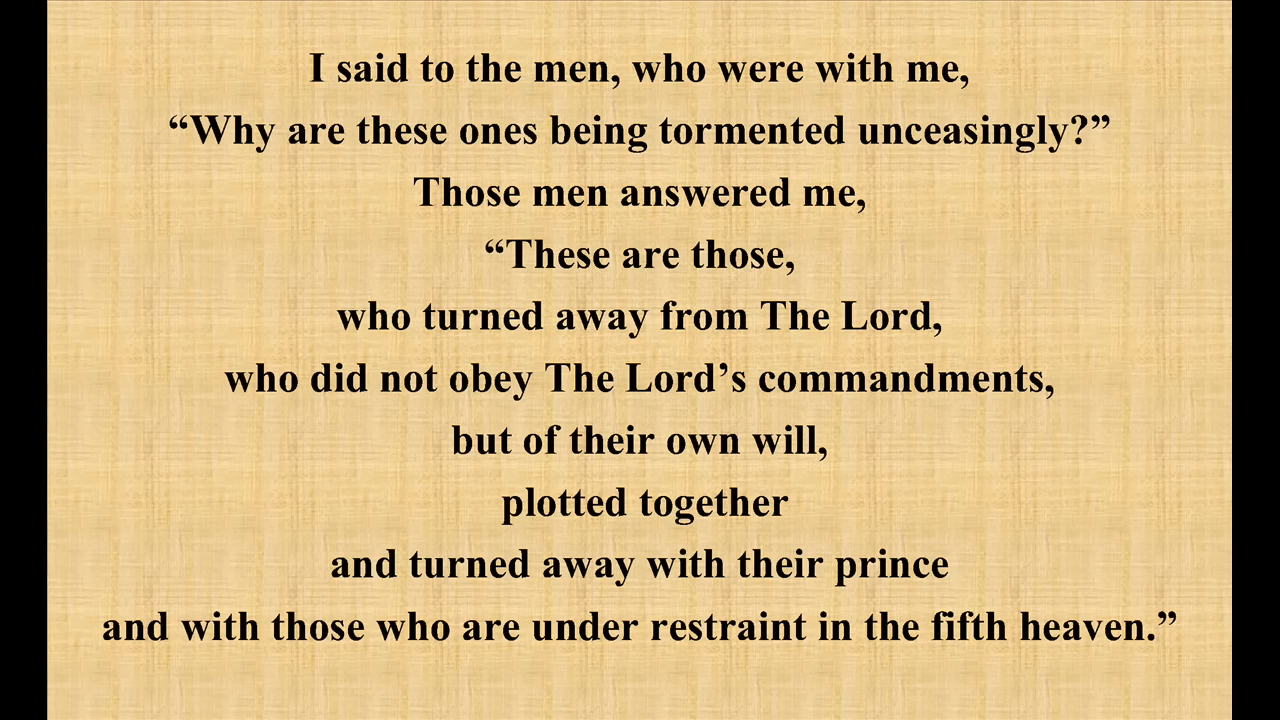 I said to the men, who were with me,
“Why are these ones being tormented unceasingly?”
Those men answered me,
“These are those,
who turned away from The Lord,
who did not obey The Lord’s commandments,
but of their own will,
plotted together
and turned away with their prince
and with those who are under restraint in the fifth heaven.”